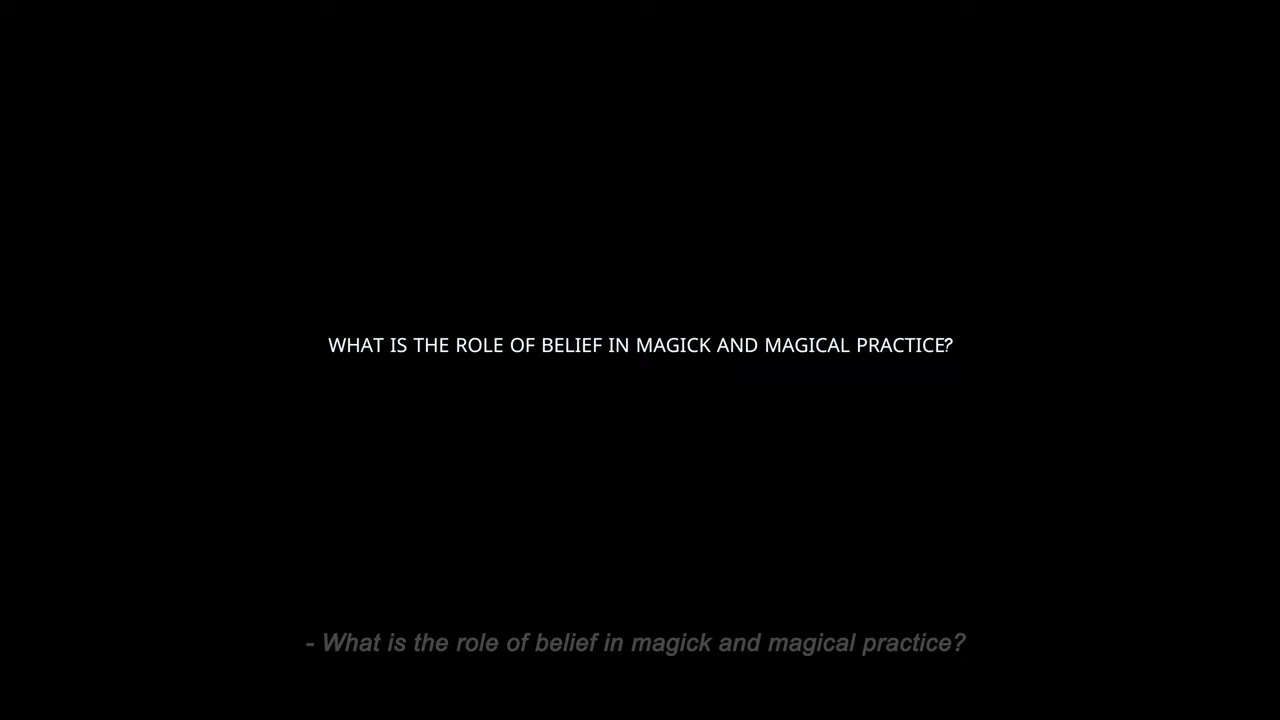 WHAT IS THE ROLE OF BELIEF IN MAGICK AND MAGICAL PRACTICE?
- What is the role of belief in magick and magical practice?